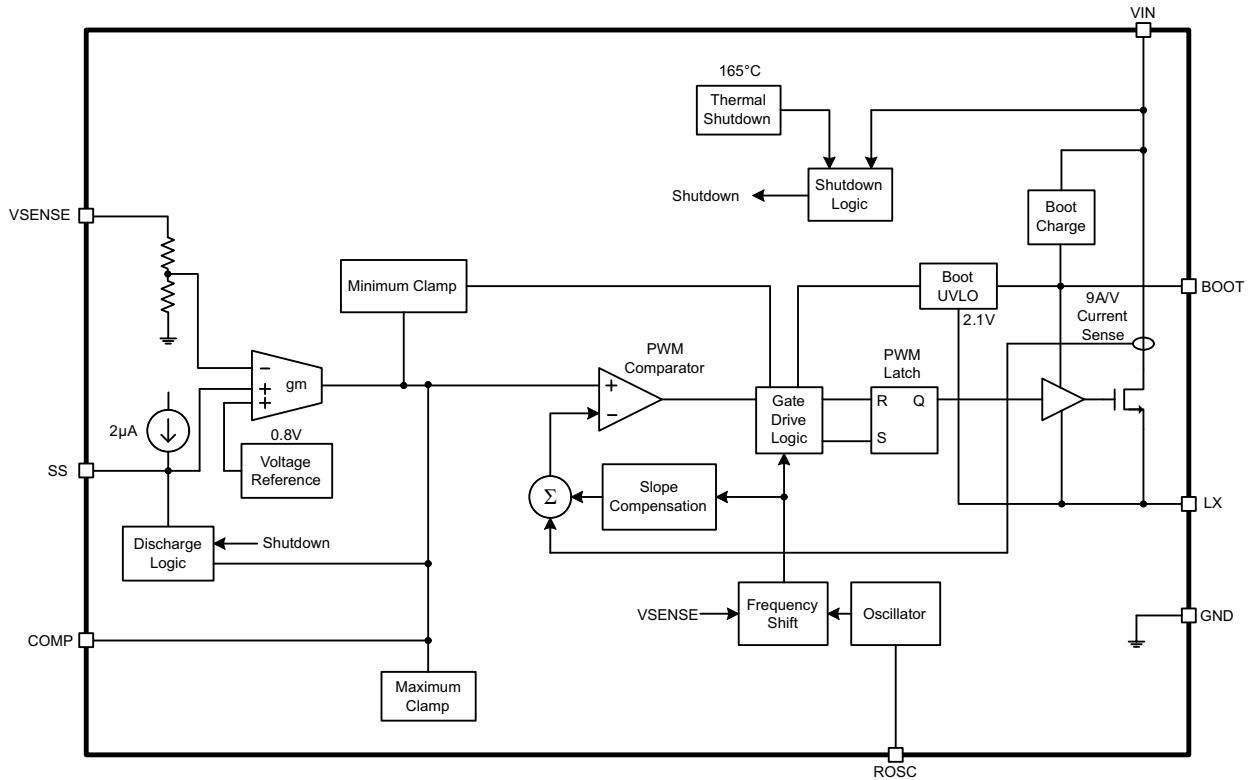 VIN
165°C
Thermal
Shutdown
Shutdown
Shutdown
Logic
Boot
Charge
VSENSE
Minimum Clamp
Boot
UVLO
2.1V
9A/V
Current
Sense
BOOT
PWM
Comparator
PWM
Latch
−
+
+
gm
+
−
Gate
Drive
Logic
R
Q
S
2µA
0.8V
Voltage
Reference
SS
Σ
Slope
Compensation
LX
Discharge
Logic
Shutdown
VSENSE
Frequency
Shift
Oscillator
GND
COMP
Maximum
Clamp
ROSC